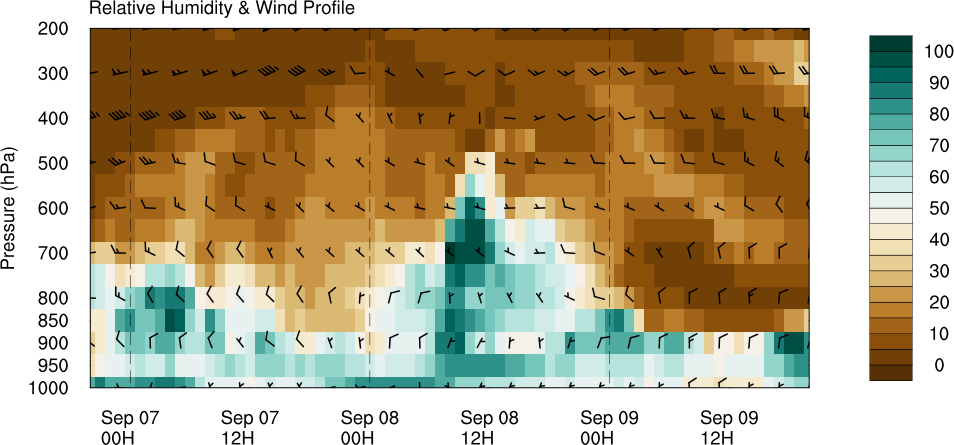 Relative Humidity & Wind Profile
Pressure (hPa)
200
300
400
500
600
700
800
850
900
950
1000
Sep 07
00H
Sep 07
12H
Sep 08
00H
Sep 08
12H
Sep 09
00H
Sep 09
12H
100
90
80
70
60
50
40
30
20
10
0